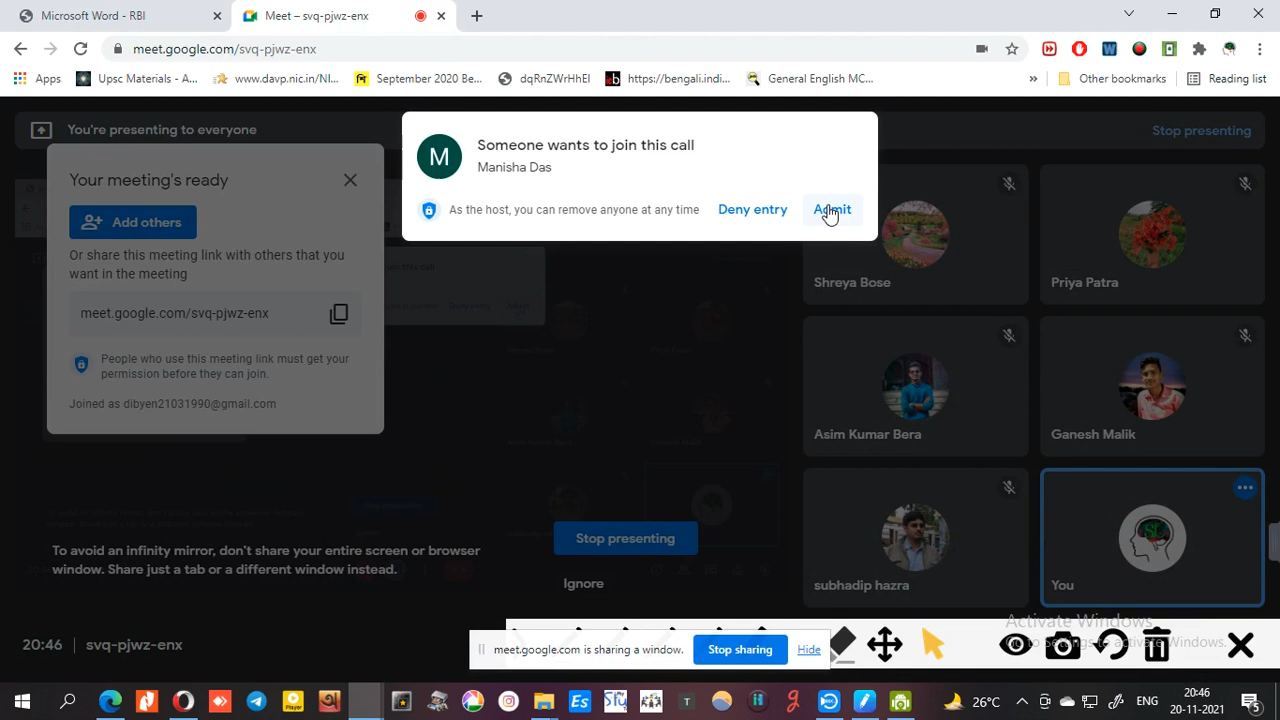 Microsoft Word - RBI
Meet – svq-pjwz-enx
meet.google.com/svq-pjwz-enx
Apps
Upsc Materials - A...
www.davp.nic.in/NI...
September 2020 Be...
dqRnZWrHhEI
https://bengali.indi...
General English MC...
»
Other bookmarks
Reading list
You're presenting to everyone
Stop presenting
Someone wants to join this call
M
Manisha Das
As the host, you can remove anyone at any time
Deny entry
Admit
Your meeting's ready
Add others
Or share this meeting link with others that you
want in the meeting
meet.google.com/svq-pjwz-enx
People who use this meeting link must get your
permission before they can join.
Joined as dibyen21031990@gmail.com
Shreya Bose
Priya Patra
Asim Kumar Bera
Ganesh Malik
subhadip hazra
You
To avoid an infinity mirror, don't share your entire screen or browser
window. Share just a tab or a different window instead.
Stop presenting
Ignore
20:46 | svq-pjwz-enx
meet.google.com is sharing a window.
Stop sharing
Hide
Activate Windows
Go to Settings to activate Windows.
26°C
ENG
20:46
20-11-2021
5